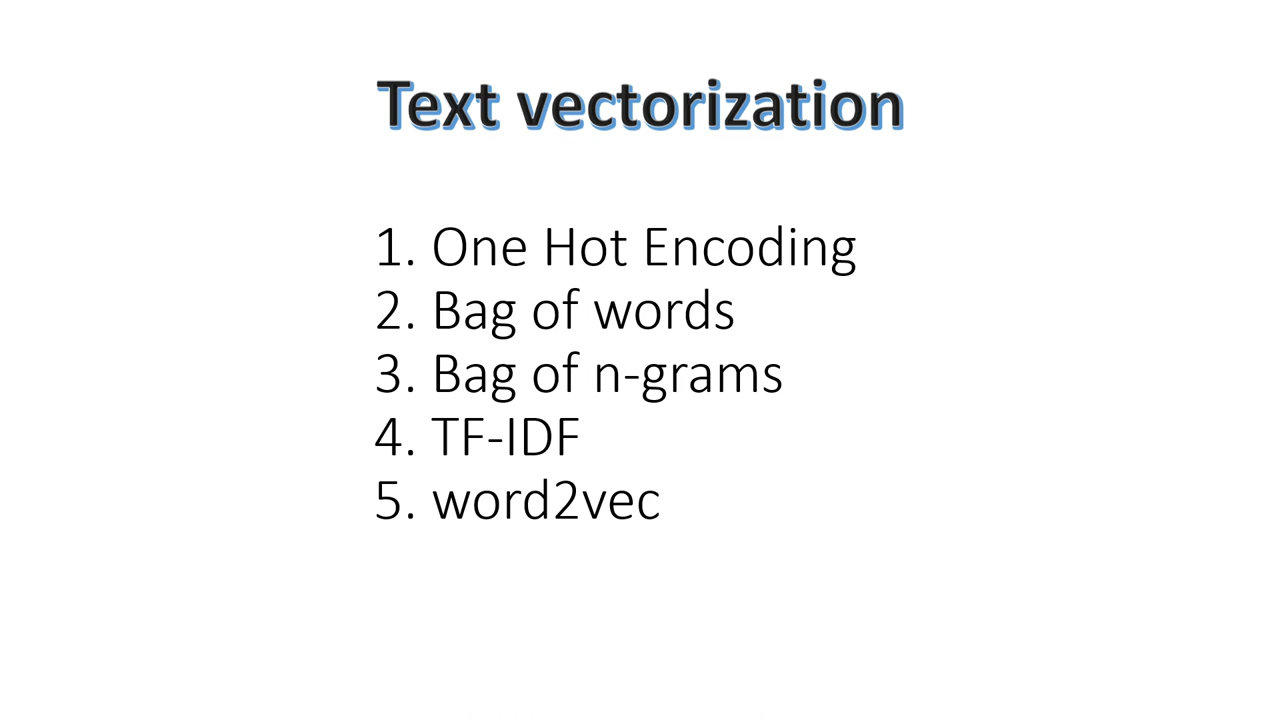 Text vectorization
1. One Hot Encoding
2. Bag of words
3. Bag of n-grams
4. TF-IDF
5. word2vec